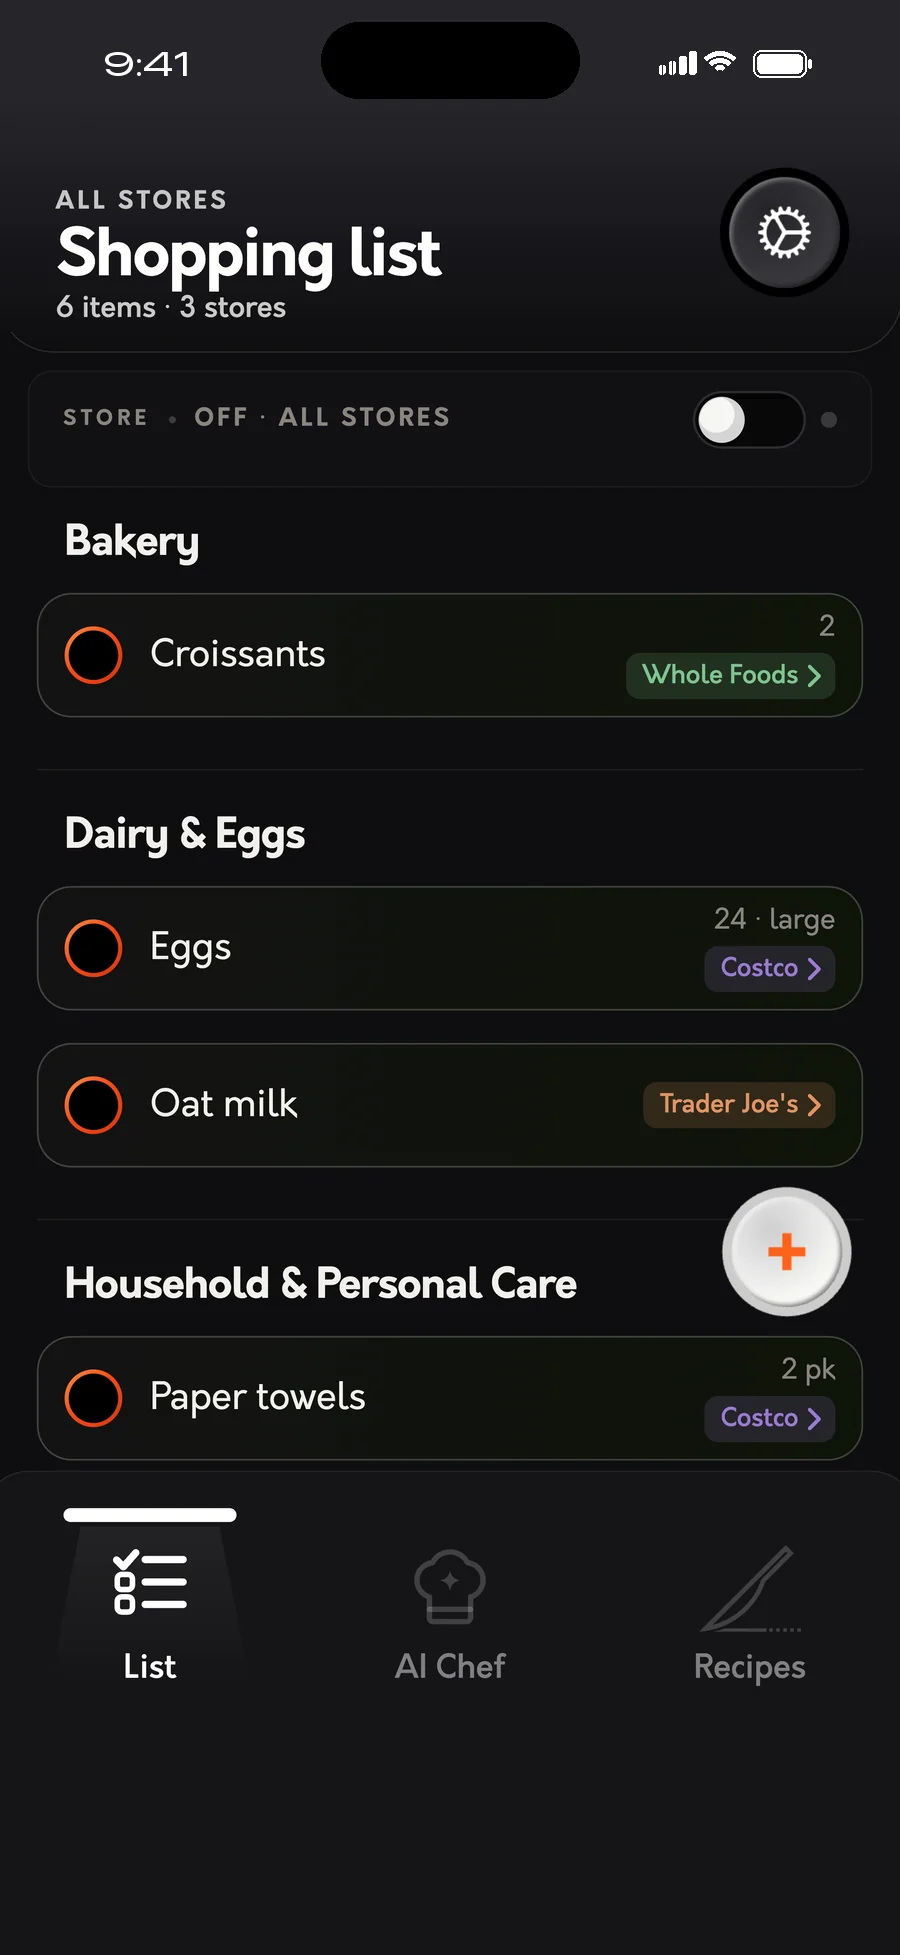 9:41
ALL STORES
Shopping list
6 items · 3 stores
STORE • OFF · ALL STORES
Bakery
Croissants
2
Whole Foods
Dairy & Eggs
Eggs
24 · large
Costco
Oat milk
Trader Joe's
Household & Personal Care
Paper towels
2 pk
Costco
List
AI Chef
Recipes